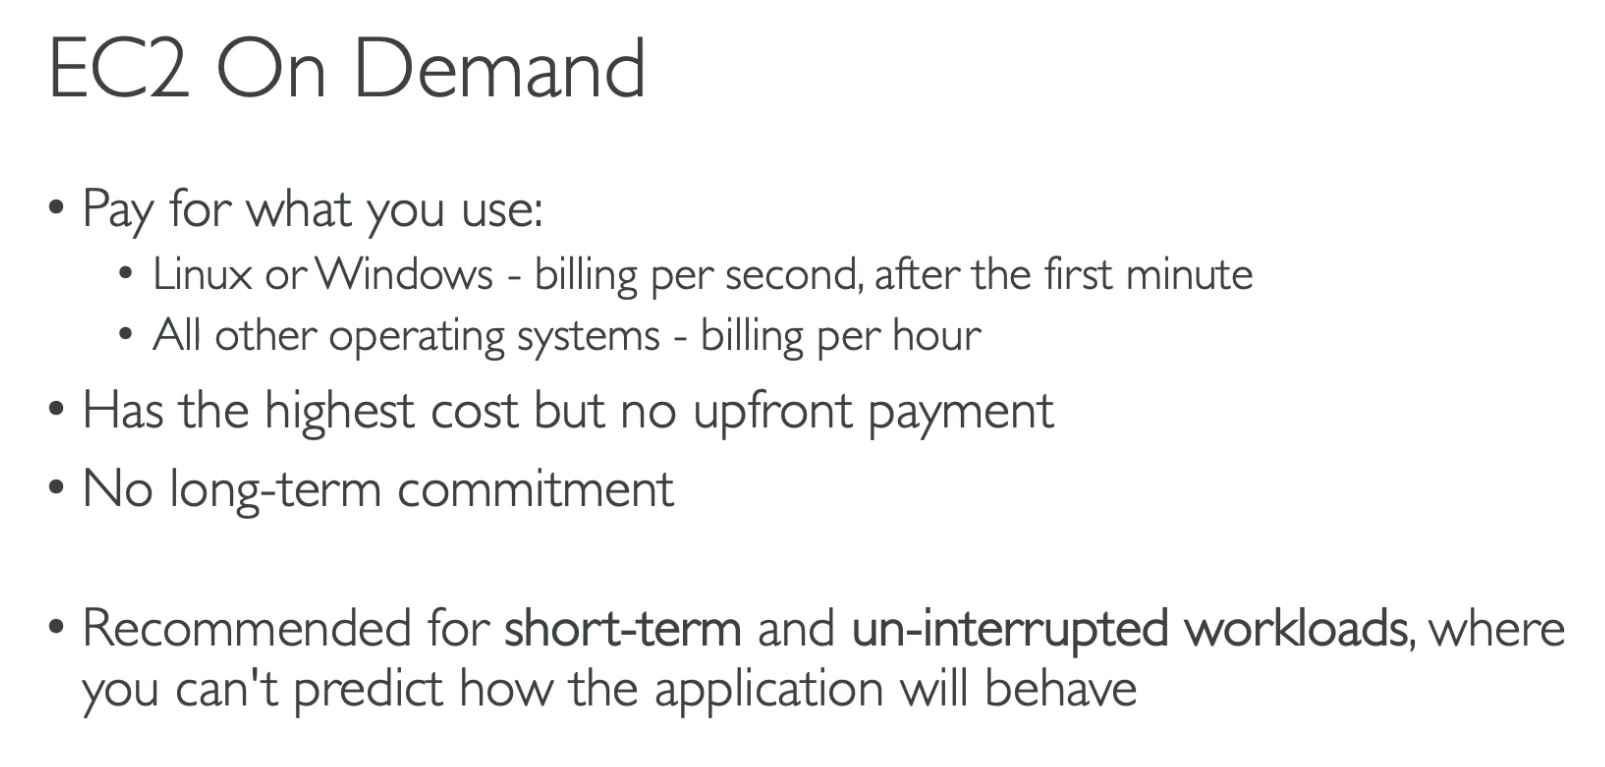 EC2 On Demand
• Pay for what you use:
• Linux or Windows - billing per second, after the first minute
• All other operating systems - billing per hour
• Has the highest cost but no upfront payment
• No long-term commitment
• Recommended for short-term and un-interrupted workloads, where
you can't predict how the application will behave